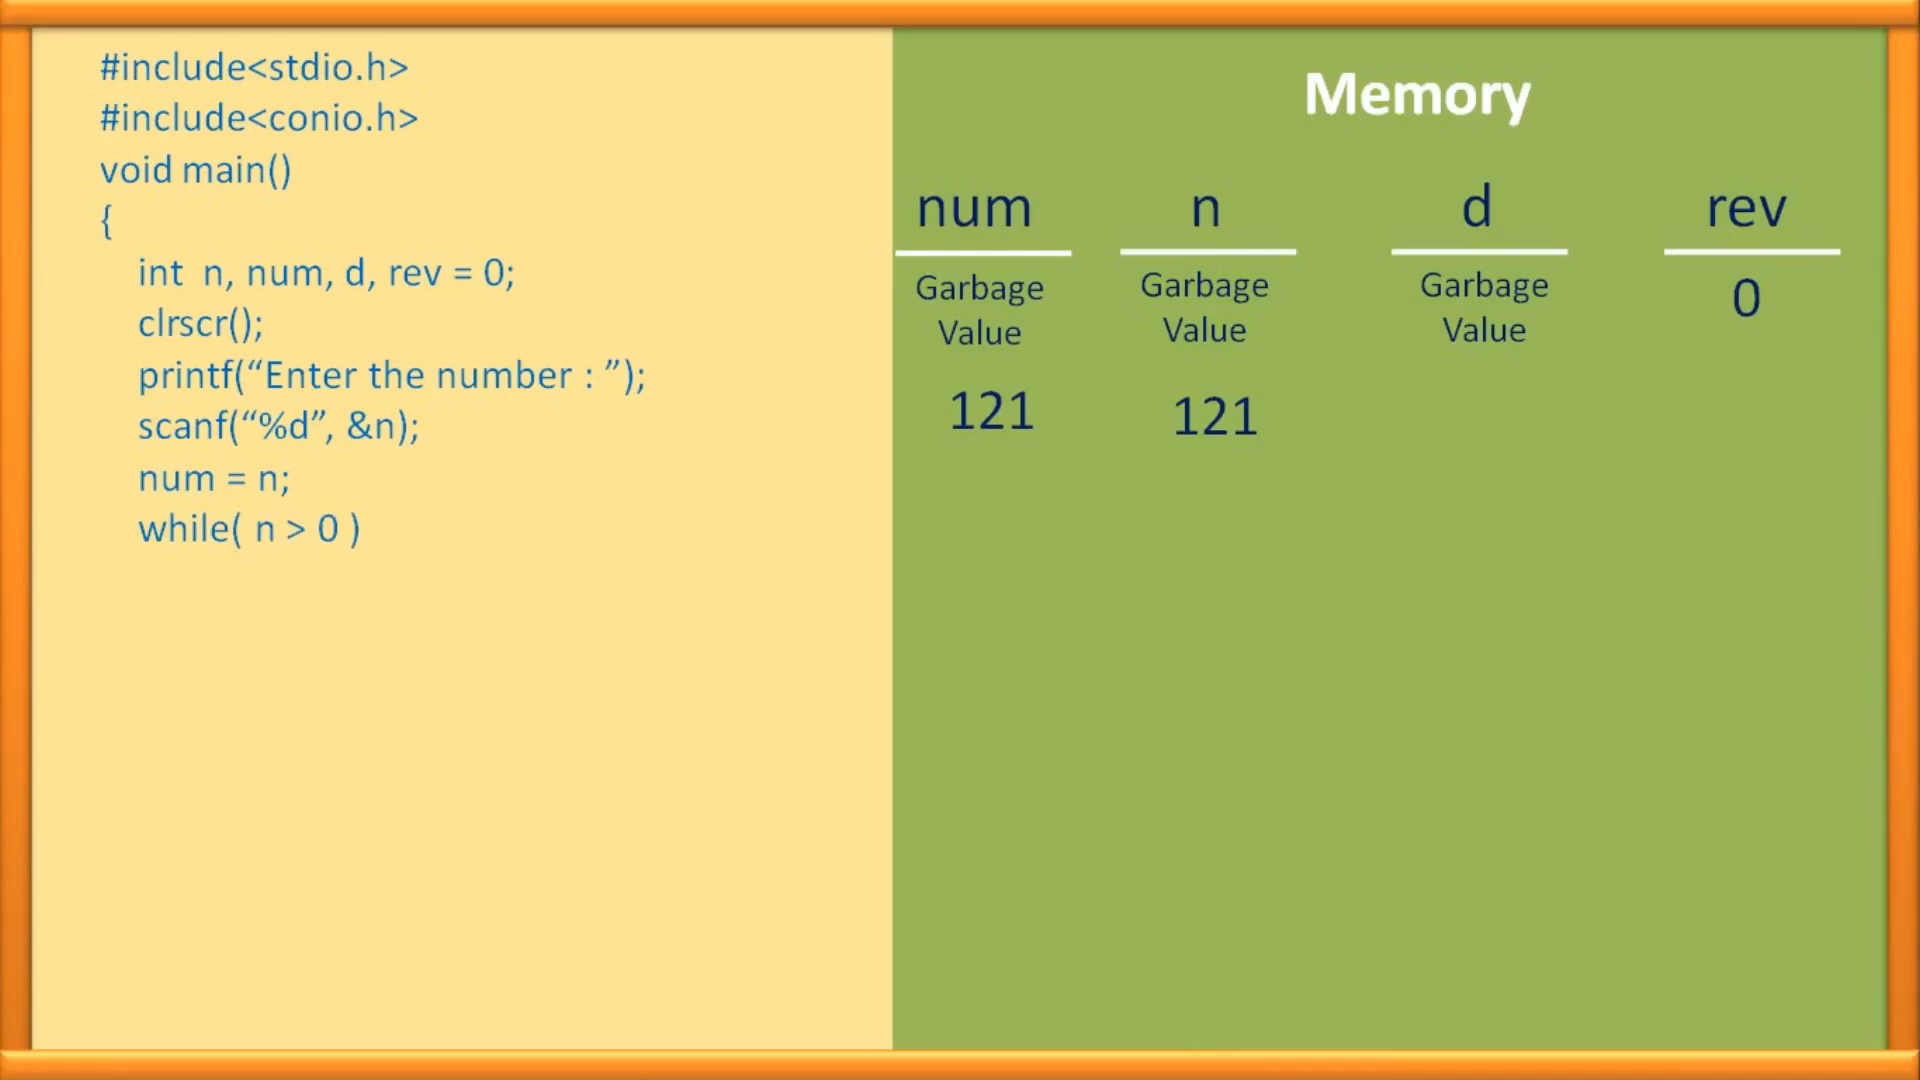 #include<stdio.h>
#include<conio.h>
void main()
{
int  n, num, d, rev = 0;
clrscr();
printf(“Enter the number : ”);
scanf(“%d”, &n);
num = n;
while( n > 0 )
Memory
num n d rev
Garbage Garbage Garbage 0
Value Value Value
121 121